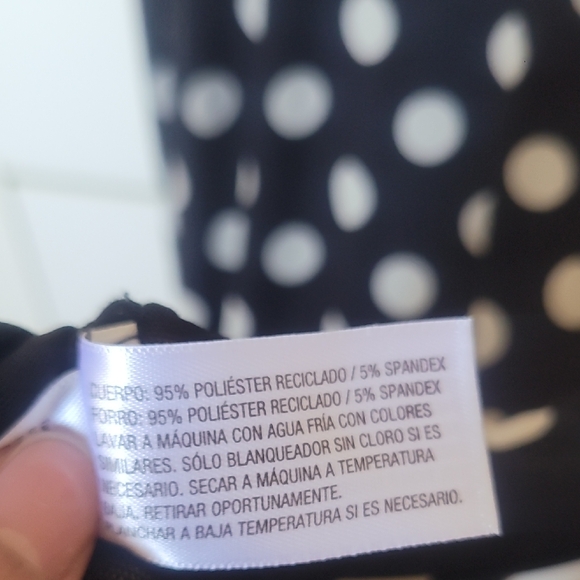 CUERPO: 95% POLIÉSTER RECICLADO / 5% SPANDEX
FORRO: 95% POLIÉSTER RECICLADO / 5% SPANDEX
LAVAR A MÁQUINA CON AGUA FRÍA CON COLORES
SIMILARES. SÓLO BLANQUEADOR SIN CLORO SI ES
NECESARIO. SECAR A MÁQUINA A TEMPERATURA
BAJA. RETIRAR OPORTUNAMENTE.
PLANCHAR A BAJA TEMPERATURA SI ES NECESARIO.